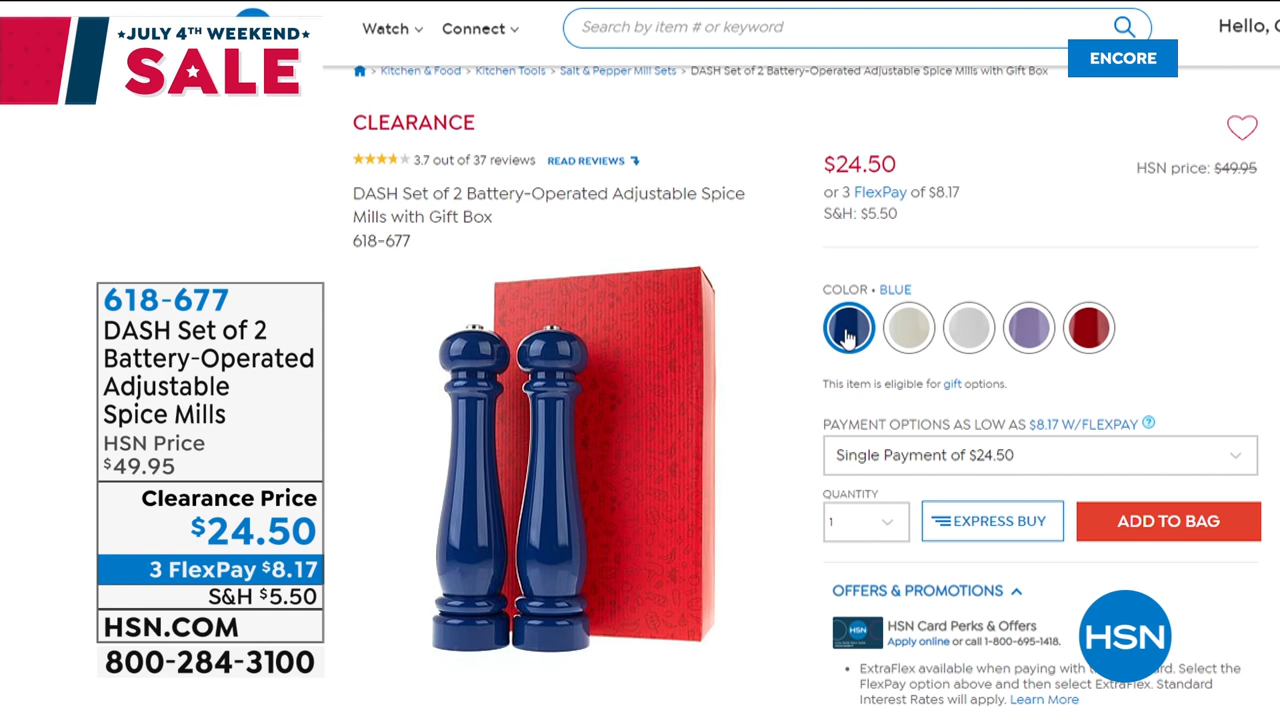 ★JULY 4TH WEEKEND★
SALE
Watch
Connect
Search by item # or keyword
Hello,
ENCORE
> Kitchen & Food > Kitchen Tools > Salt & Pepper Mill Sets > DASH Set of 2 Battery-Operated Adjustable Spice Mills with Gift Box
CLEARANCE
3.7 out of 37 reviews READ REVIEWS
DASH Set of 2 Battery-Operated Adjustable Spice
Mills with Gift Box
618-677
$24.50
HSN price: $49.95
or 3 FlexPay of $8.17
S&H: $5.50
COLOR • BLUE
This item is eligible for gift options.
PAYMENT OPTIONS AS LOW AS $8.17 W/FLEXPAY ?
Single Payment of $24.50
QUANTITY
1
EXPRESS BUY
ADD TO BAG
OFFERS & PROMOTIONS
HSN
HSN Card Perks & Offers
Apply online or call 1-800-695-1418.
• ExtraFlex available when paying with Select the
FlexPay option above and then select ExtraFlex. Standard
Interest Rates will apply. Learn More
HSN
618-677
DASH Set of 2
Battery-Operated
Adjustable
Spice Mills
HSN Price
$49.95
Clearance Price
$24.50
3 FlexPay $8.17
S&H $5.50
HSN.COM
800-284-3100